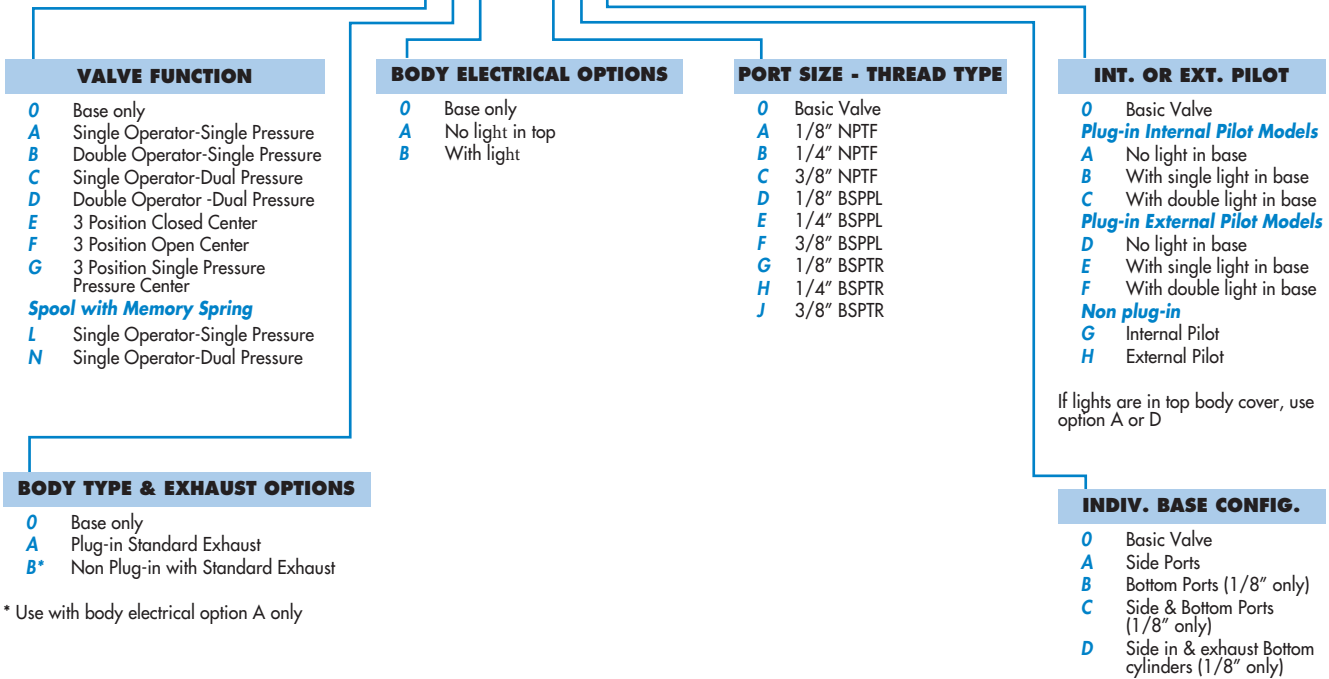 VALVE FUNCTION
0 Base only
A Single Operator-Single Pressure
B Double Operator-Single Pressure
C Single Operator-Dual Pressure
D Double Operator -Dual Pressure
E 3 Position Closed Center
F 3 Position Open Center
G 3 Position Single Pressure
Pressure Center
Spool with Memory Spring
L Single Operator-Single Pressure
N Single Operator-Dual Pressure
BODY ELECTRICAL OPTIONS
0 Base only
A No light in top
B With light
PORT SIZE - THREAD TYPE
0 Basic Valve
A 1/8″ NPTF
B 1/4″ NPTF
C 3/8″ NPTF
D 1/8″ BSPPL
E 1/4″ BSPPL
F 3/8″ BSPPL
G 1/8″ BSPTR
H 1/4″ BSPTR
J 3/8″ BSPTR
INT. OR EXT. PILOT
0 Basic Valve
Plug-in Internal Pilot Models
A No light in base
B With single light in base
C With double light in base
Plug-in External Pilot Models
D No light in base
E With single light in base
F With double light in base
Non plug-in
G Internal Pilot
H External Pilot
If lights are in top body cover, use
option A or D
BODY TYPE & EXHAUST OPTIONS
0 Base only
A Plug-in Standard Exhaust
B* Non Plug-in with Standard Exhaust
* Use with body electrical option A only
INDIV. BASE CONFIG.
0 Basic Valve
A Side Ports
B Bottom Ports (1/8″ only)
C Side & Bottom Ports
(1/8″ only)
D Side in & exhaust Bottom
cylinders (1/8″ only)